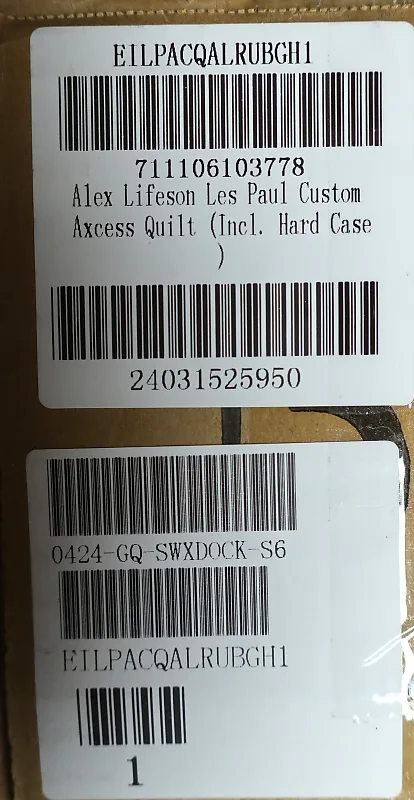 EILPACQALRUBGH1
711106103778
Alex Lifeson Les Paul Custom
Axcess Quilt (Incl. Hard Case
)
24031525950
0424-GQ-SWXDOCK-S6
EILPACQALRUBGH1
1